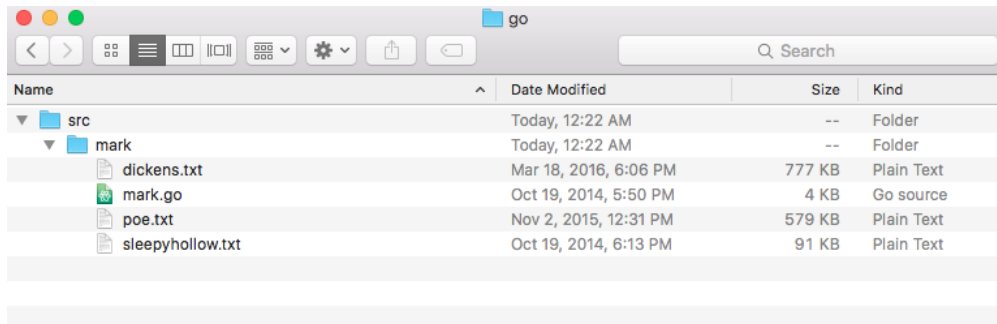 go
Search
Name Date Modified Size Kind
src Today, 12:22 AM -- Folder
mark Today, 12:22 AM -- Folder
dickens.txt Mar 18, 2016, 6:06 PM 777 KB Plain Text
mark.go Oct 19, 2014, 5:50 PM 4 KB Go source
poe.txt Nov 2, 2015, 12:31 PM 579 KB Plain Text
sleepyhollow.txt Oct 19, 2014, 6:13 PM 91 KB Plain Text